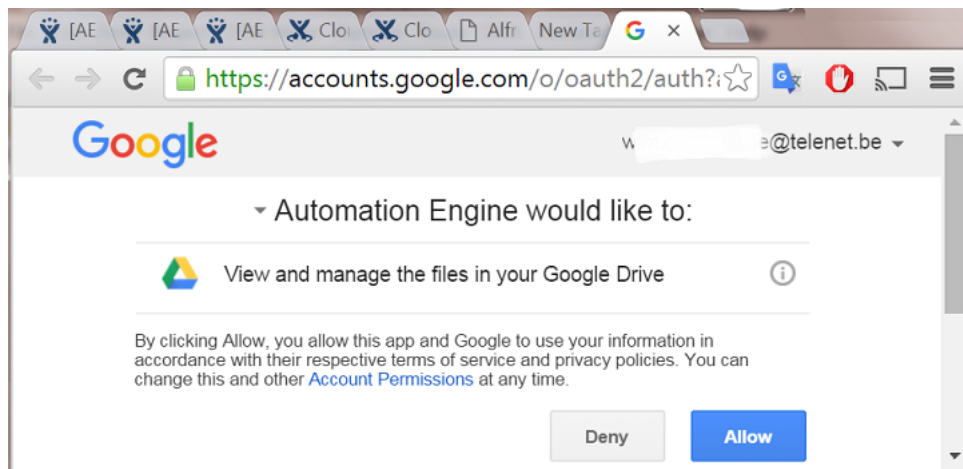 [AE
[AE
[AE
Clo
Clo
Alfr
New Ta
https://accounts.google.com/o/oauth2/auth?
Google
@telenet.be
Automation Engine would like to:
View and manage the files in your Google Drive
By clicking Allow, you allow this app and Google to use your information in
accordance with their respective terms of service and privacy policies. You can
change this and other Account Permissions at any time.
Deny
Allow